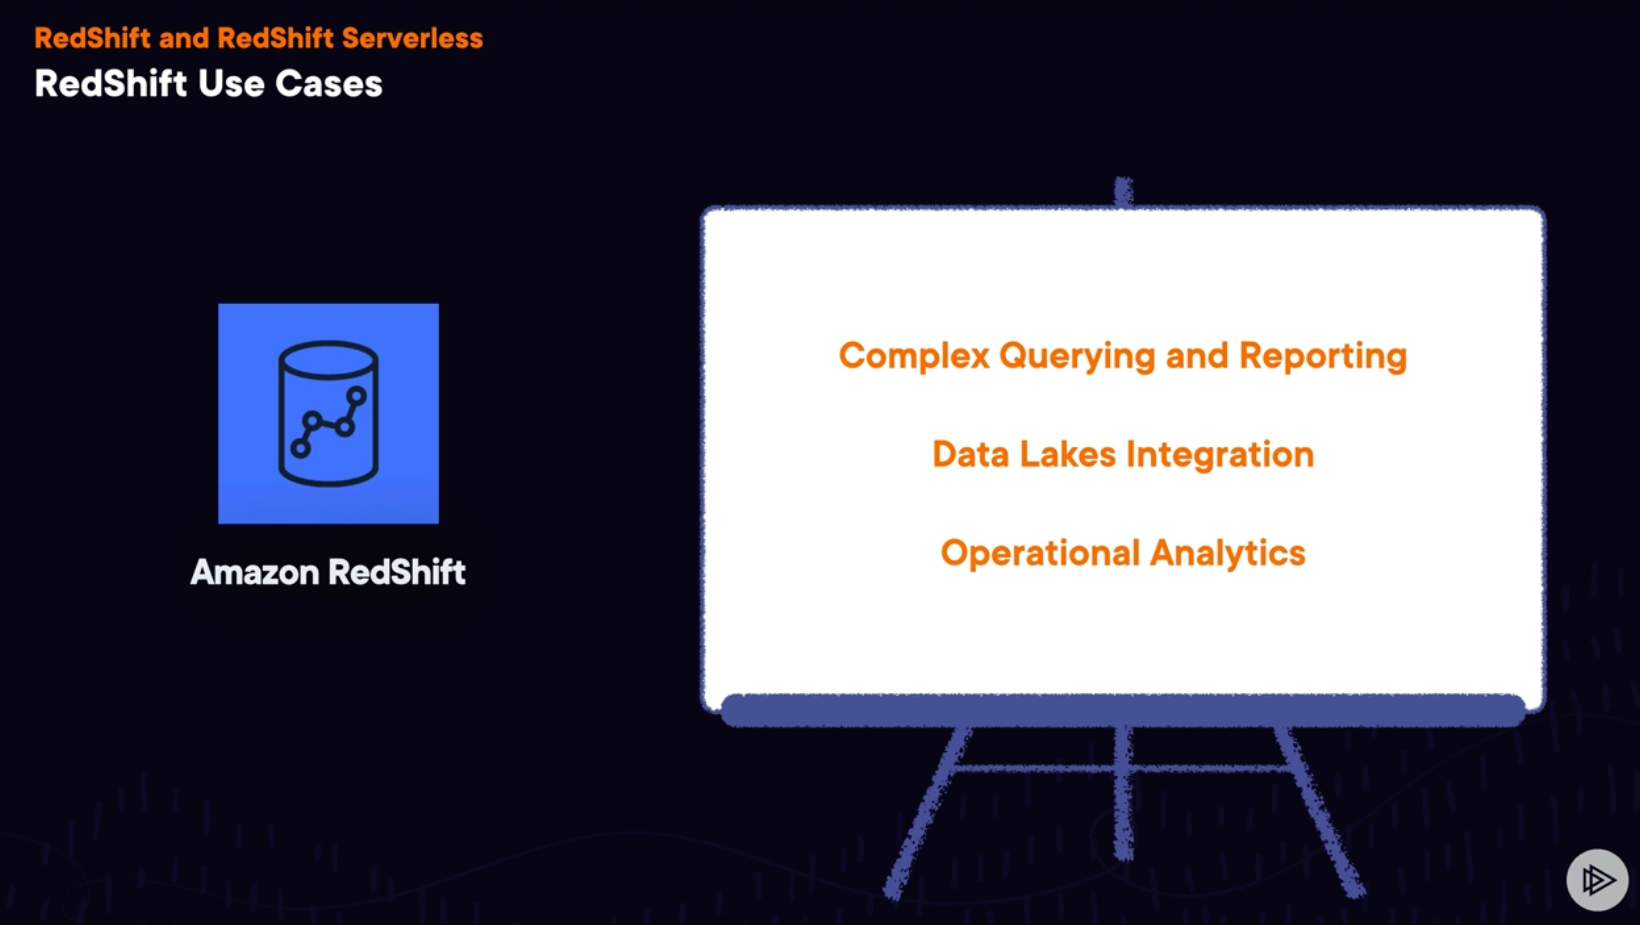 RedShift and RedShift Serverless
RedShift Use Cases
Complex Querying and Reporting
Data Lakes Integration
Operational Analytics
Amazon RedShift